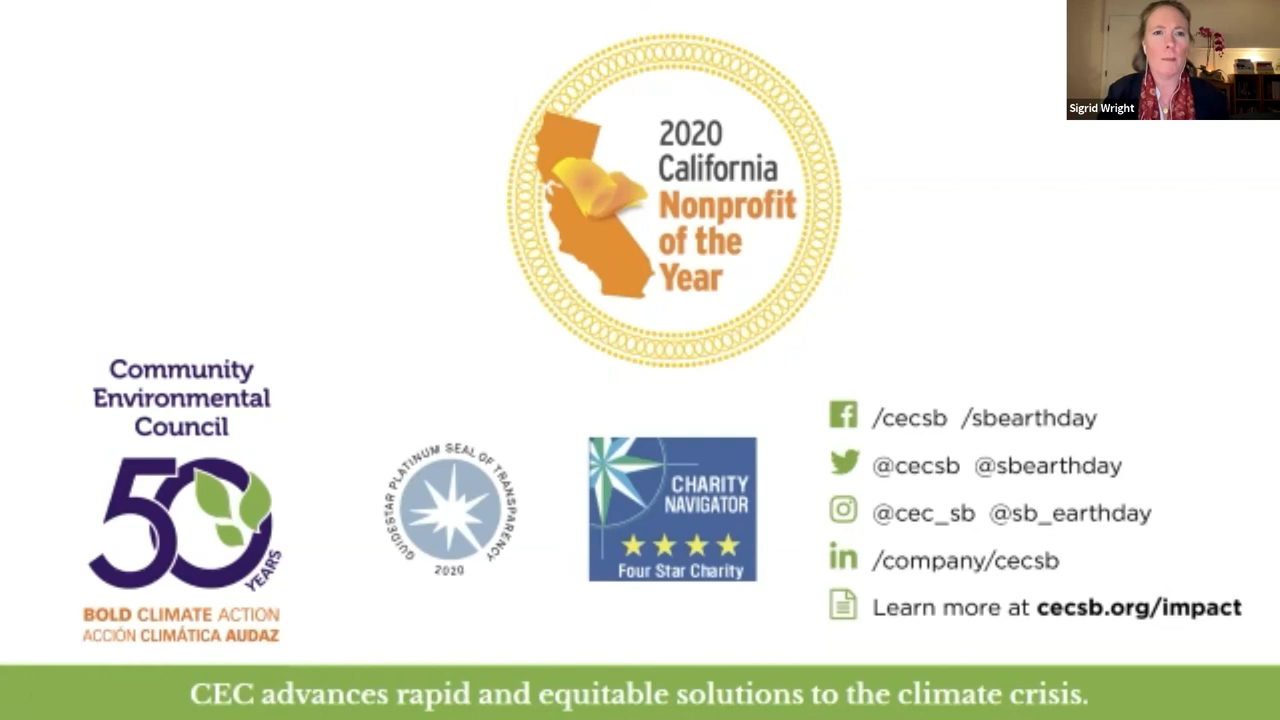 Sigrid Wright
2020
California
Nonprofit
of the
Year
Community
Environmental
Council
50
YEARS
BOLD CLIMATE ACTION
ACCIÓN CLIMÁTICA AUDAZ
GUIDESTAR PLATINUM SEAL OF TRANSPARENCY
2020
CHARITY
NAVIGATOR
Four Star Charity
/cecsb /sbearthday
@cecsb @sbearthday
@cec_sb @sb_earthday
in /company/cecsb
Learn more at cecsb.org/impact
CEC advances rapid and equitable solutions to the climate crisis.